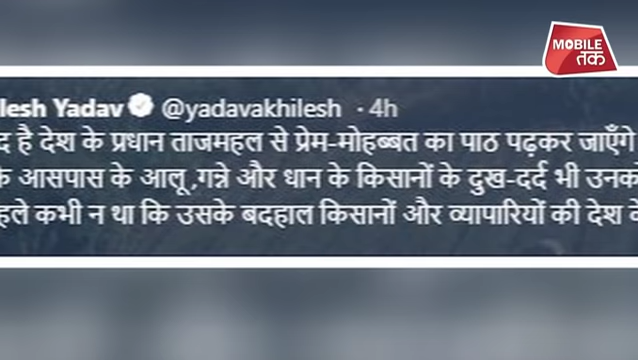 MOBILE
तक
lesh Yadav @yadavakhilesh · 4h
है देश के प्रधान ताजमहल से प्रेम-मोहब्बत का पाठ पढ़कर जाएँगे
आसपास के आलू ,गन्ने और धान के किसानों के दुख-दर्द भी उनक
हले कभी न था कि उसके बदहाल किसानों और व्यापारियों की देश